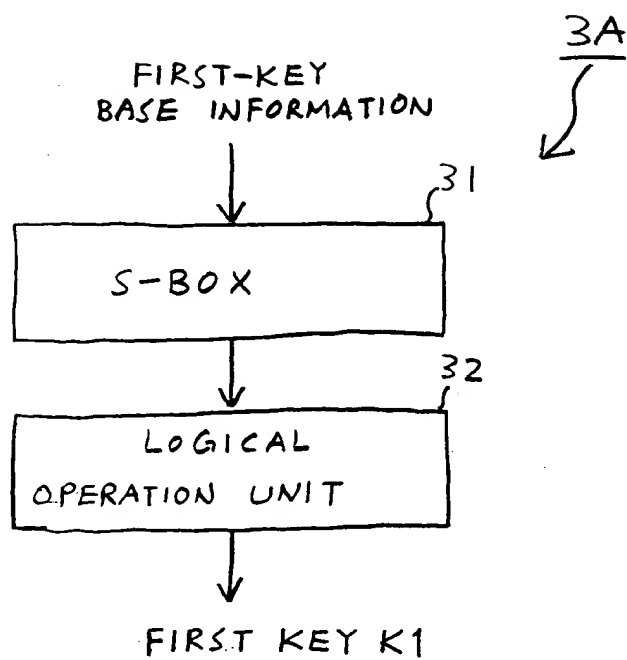 3A
FIRST-KEY
BASE INFORMATION
31
S-BOX
32
LOGICAL
OPERATION UNIT
FIRST KEY K1